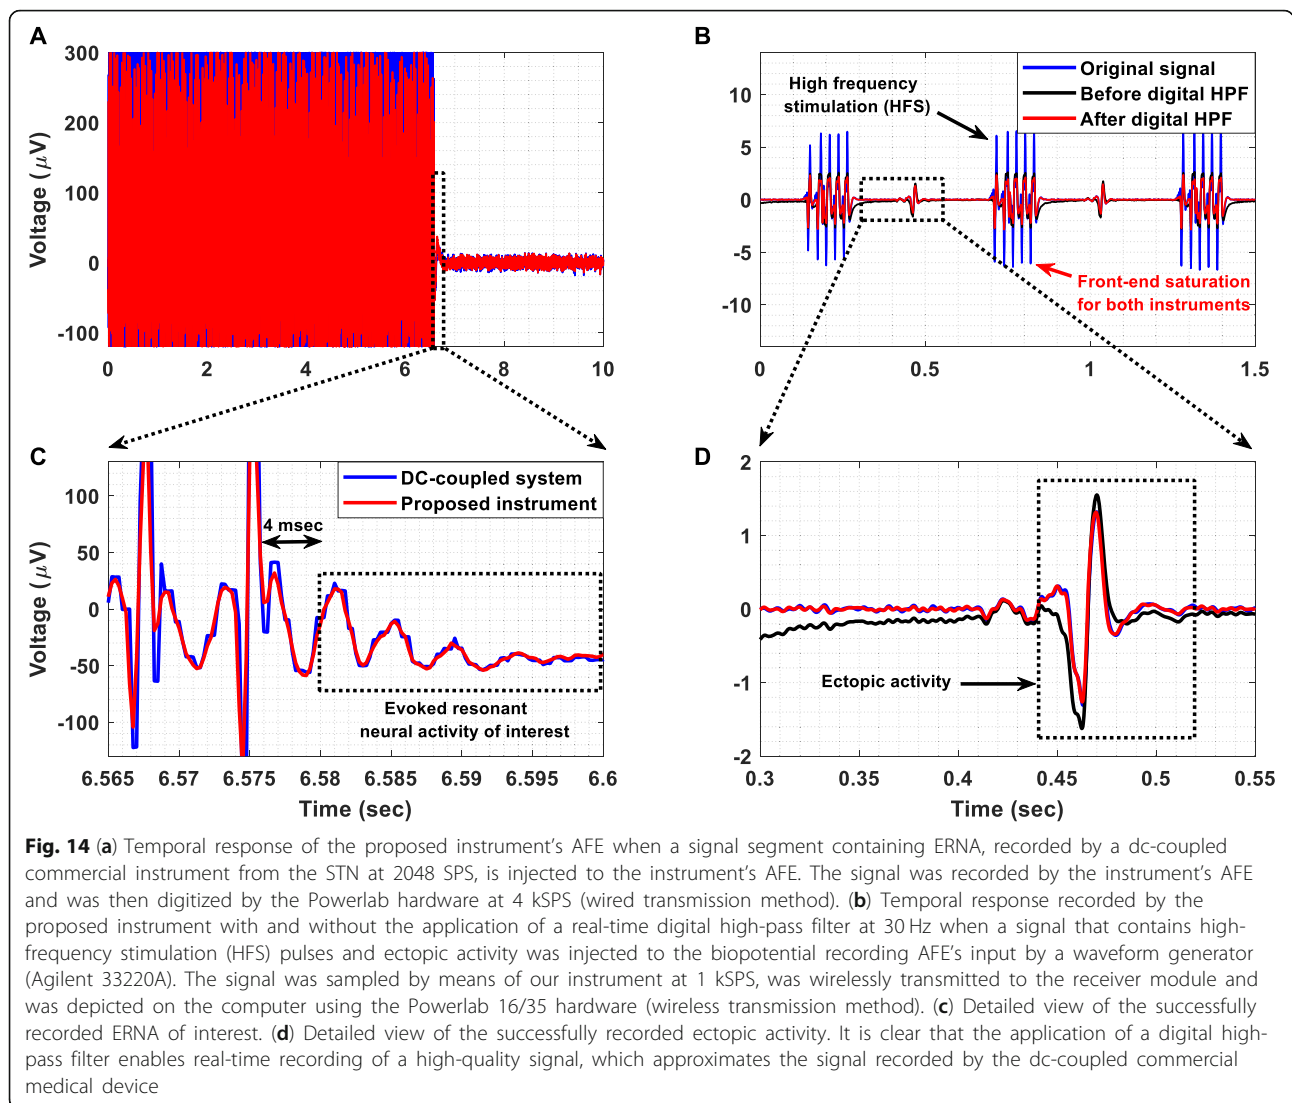 A
300
200
100
0
-100
Voltage (µV)
0 2 4 6 8 10
B
High frequency
stimulation (HFS)
Original signal
Before digital HPF
After digital HPF
10
5
0
-5
-10
Front-end saturation
for both instruments
0 0.5 1 1.5
C
DC-coupled system
Proposed instrument
4 msec
100
50
0
-50
-100
Voltage (µV)
Evoked resonant
neural activity of interest
6.565 6.57 6.575 6.58 6.585 6.59 6.595 6.6
Time (sec)
D
2
1
0
-1
-2
Ectopic activity
0.3 0.35 0.4 0.45 0.5 0.55
Time (sec)
Fig. 14 (a) Temporal response of the proposed instrument's AFE when a signal segment containing ERNA, recorded by a dc-coupled
commercial instrument from the STN at 2048 SPS, is injected to the instrument's AFE. The signal was recorded by the instrument's AFE
and was then digitized by the Powerlab hardware at 4 kSPS (wired transmission method). (b) Temporal response recorded by the
proposed instrument with and without the application of a real-time digital high-pass filter at 30 Hz when a signal that contains high-
frequency stimulation (HFS) pulses and ectopic activity was injected to the biopotential recording AFE's input by a waveform generator
(Agilent 33220A). The signal was sampled by means of our instrument at 1 kSPS, was wirelessly transmitted to the receiver module and
was depicted on the computer using the Powerlab 16/35 hardware (wireless transmission method). (c) Detailed view of the successfully
recorded ERNA of interest. (d) Detailed view of the successfully recorded ectopic activity. It is clear that the application of a digital high-
pass filter enables real-time recording of a high-quality signal, which approximates the signal recorded by the dc-coupled commercial
medical device